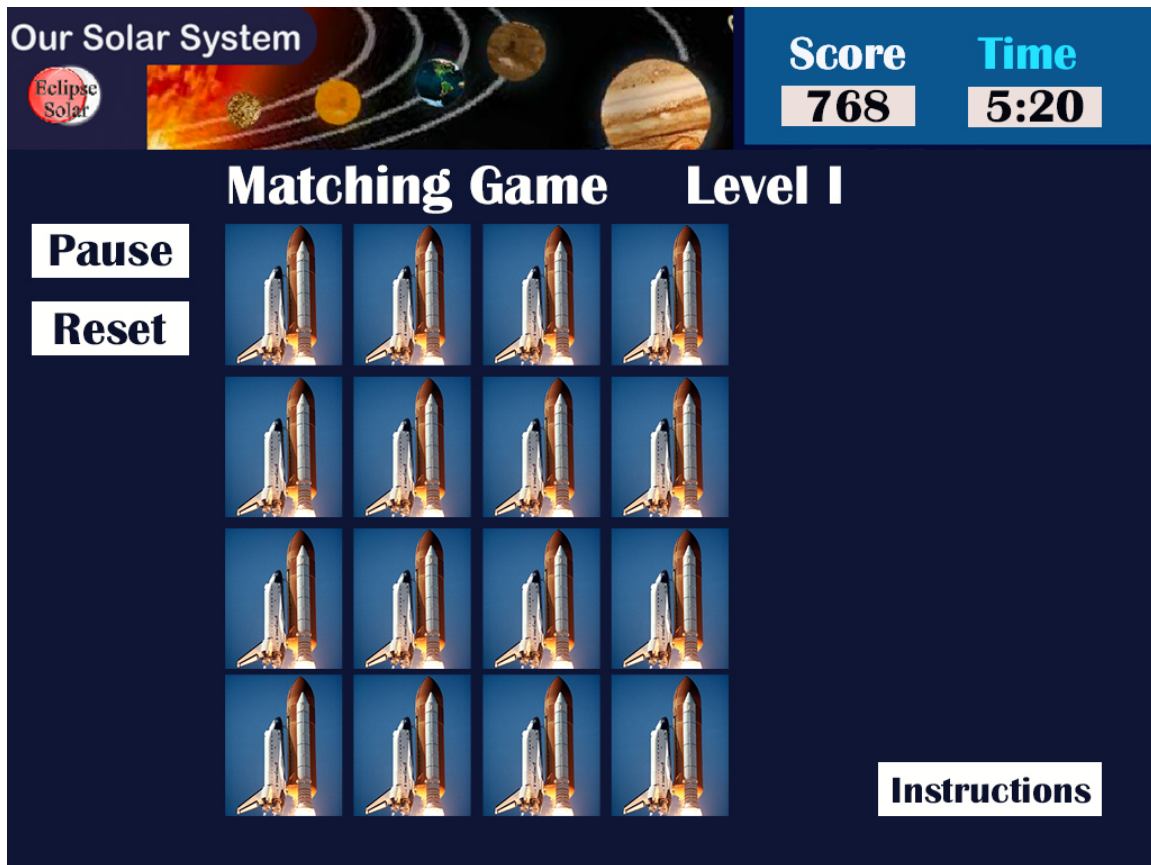 Our Solar System
Eclipse
Solar
Score
Time
768
5:20
Matching Game
Level I
Pause
Reset
Instructions